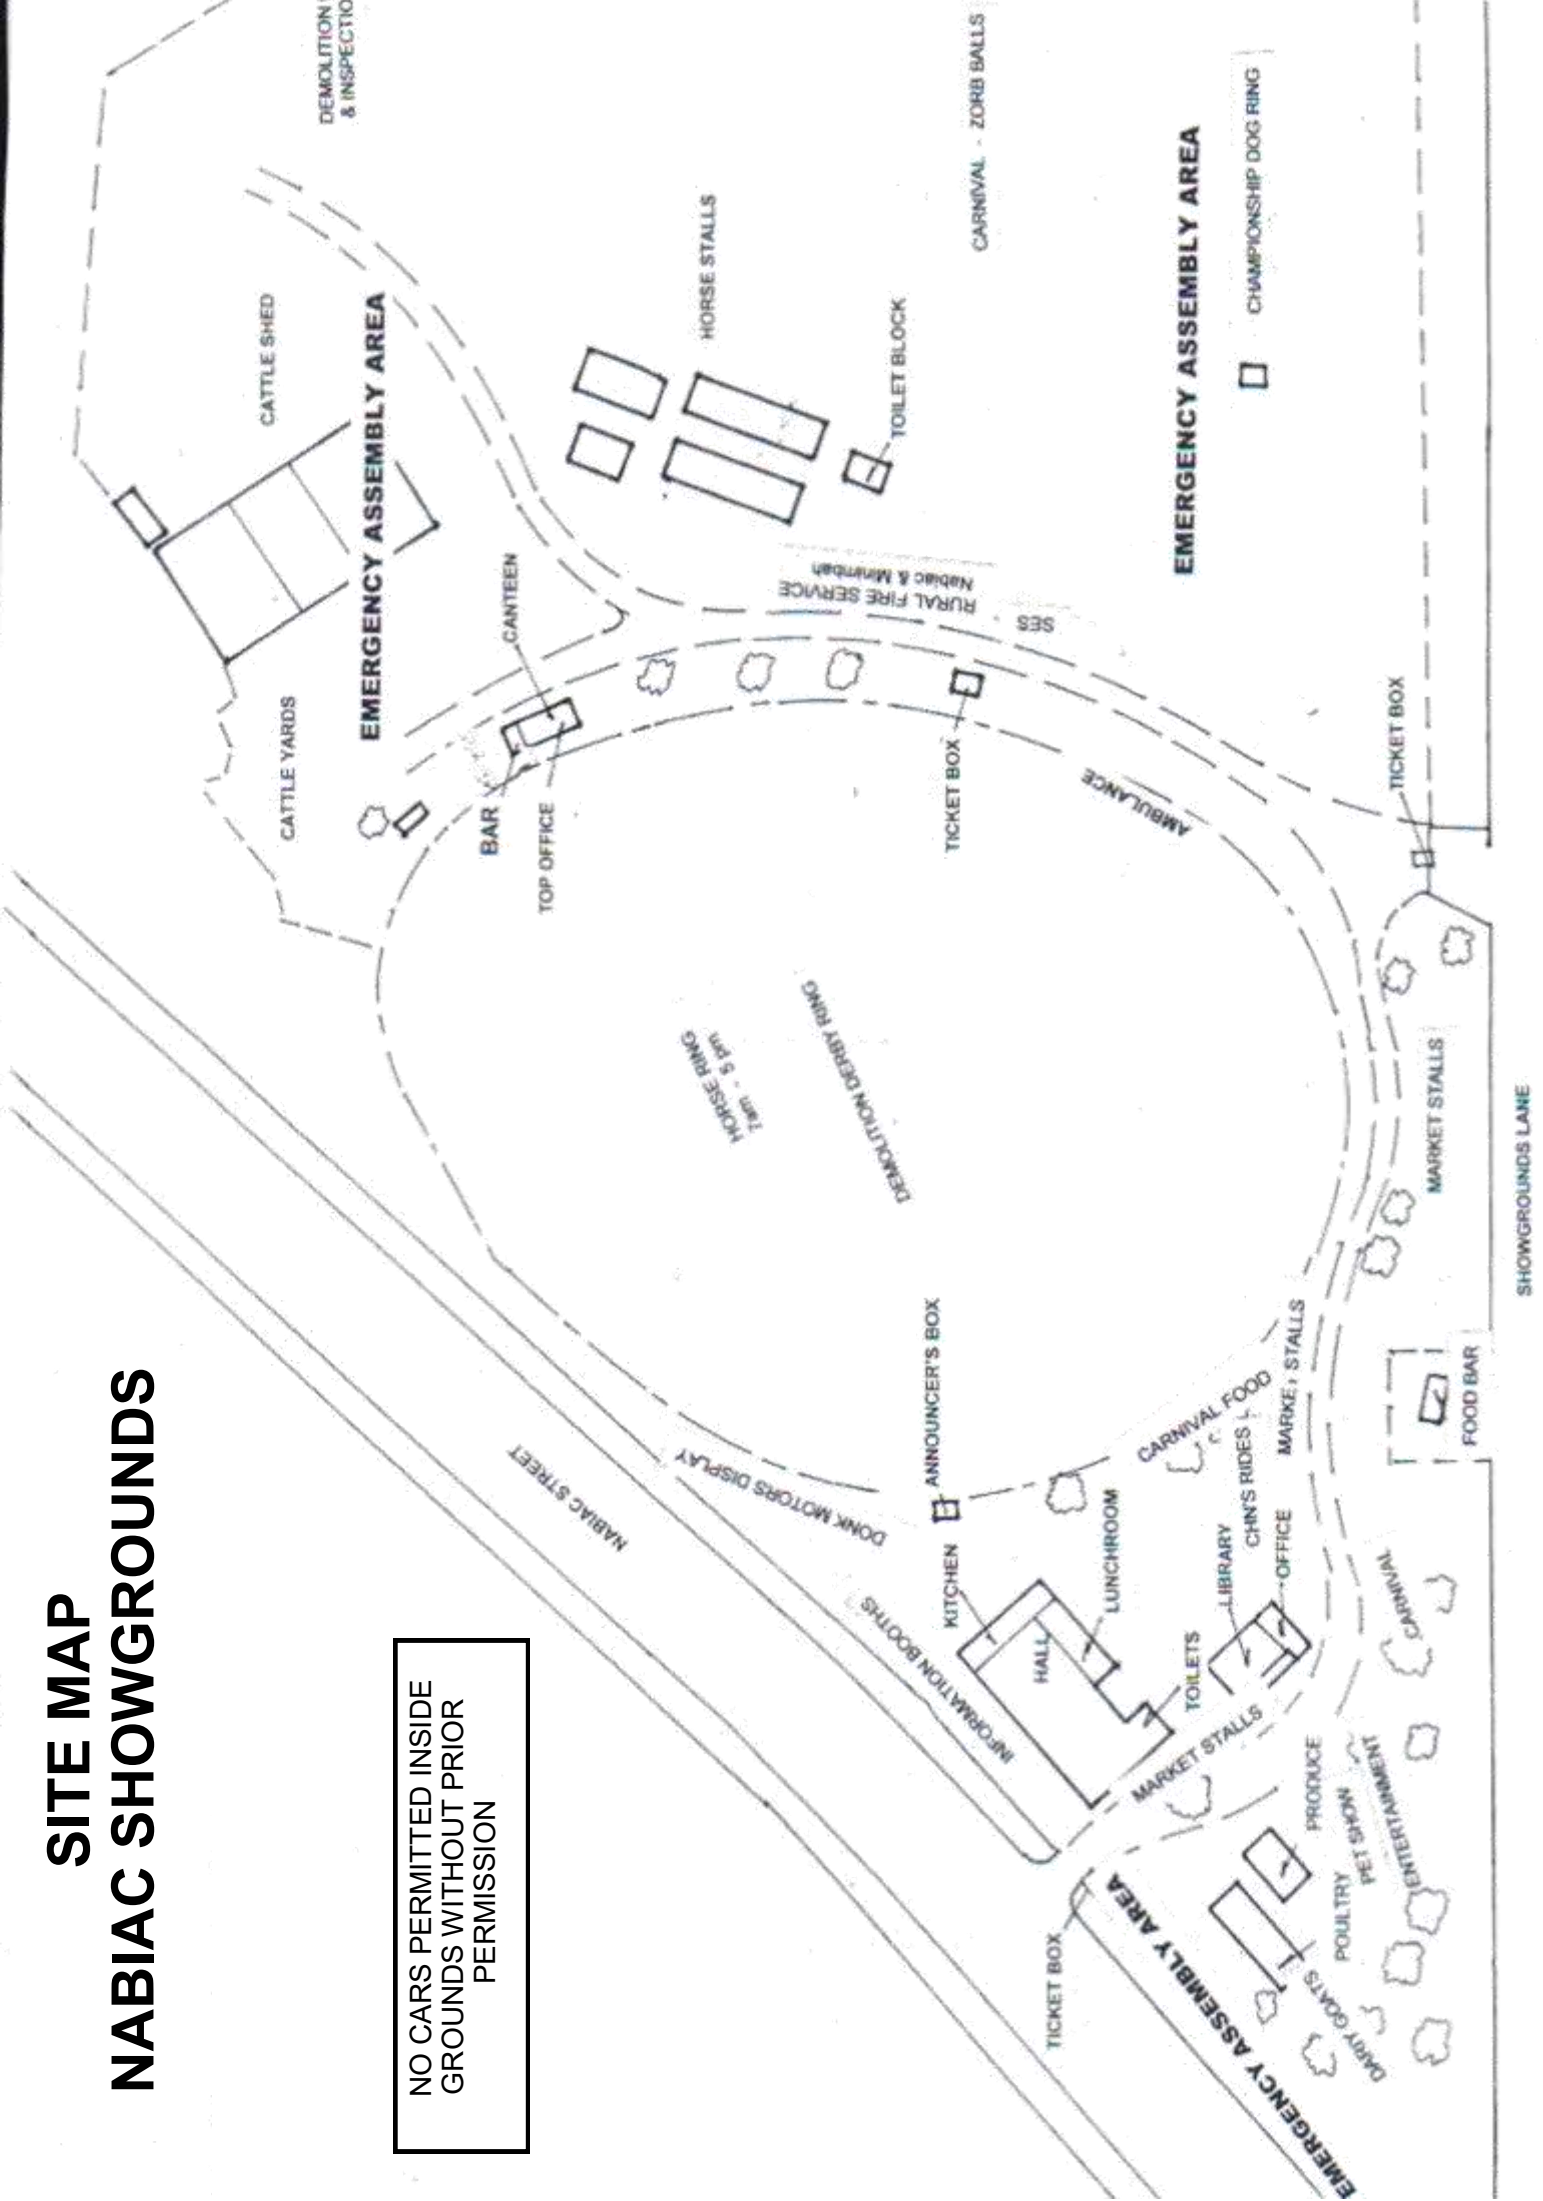 SITE MAP
NABIAC SHOWGROUNDS
NO CARS PERMITTED INSIDE
GROUNDS WITHOUT PRIOR
PERMISSION
NABIAC STREET
CATTLE YARDS
CATTLE SHED
DEMOLITION
EMERGENCY ASSEMBLY AREA
BAR
TOP OFFICE
CANTEEN
HORSE STALLS
TOILET BLOCK
RURAL FIRE SERVICE
Nabiac & Minimbah
SES
CARNIVAL - ZORB BALLS
EMERGENCY ASSEMBLY AREA
CHAMPIONSHIP DOG RING
TICKET BOX
AMBULANCE
TICKET BOX
HORSE RING
7am - 5 pm
DEMOLITION DERBY RING
DONK MOTORS DISPLAY
ANNOUNCER'S BOX
INFORMATION BOOTHS
KITCHEN
HALL
LUNCHROOM
TOILETS
CARNIVAL FOOD
CHN'S RIDES
LIBRARY
OFFICE
STALLS
MARKET STALLS
MARKET STALLS
SHOWGROUNDS LANE
FOOD BAR
CARNIVAL
TICKET BOX
EMERGENCY ASSEMBLY AREA
PRODUCE
PET SHOW
ENTERTAINMENT
POULTRY
DAIRY GOATS
EMERGENCY